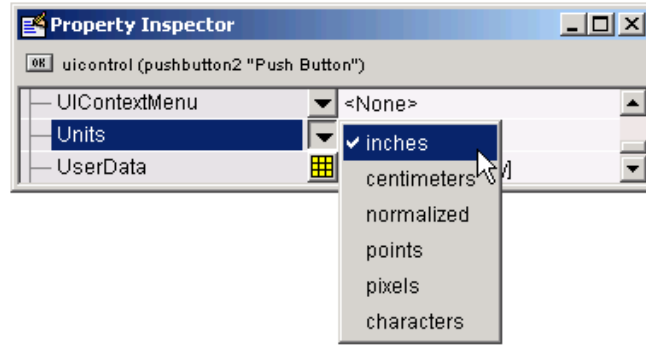 Property Inspector
OK uicontrol (pushbutton2 "Push Button")
UIContextMenu <None>
Units ✓ inches
UserData y]
centimeters
normalized
points
pixels
characters